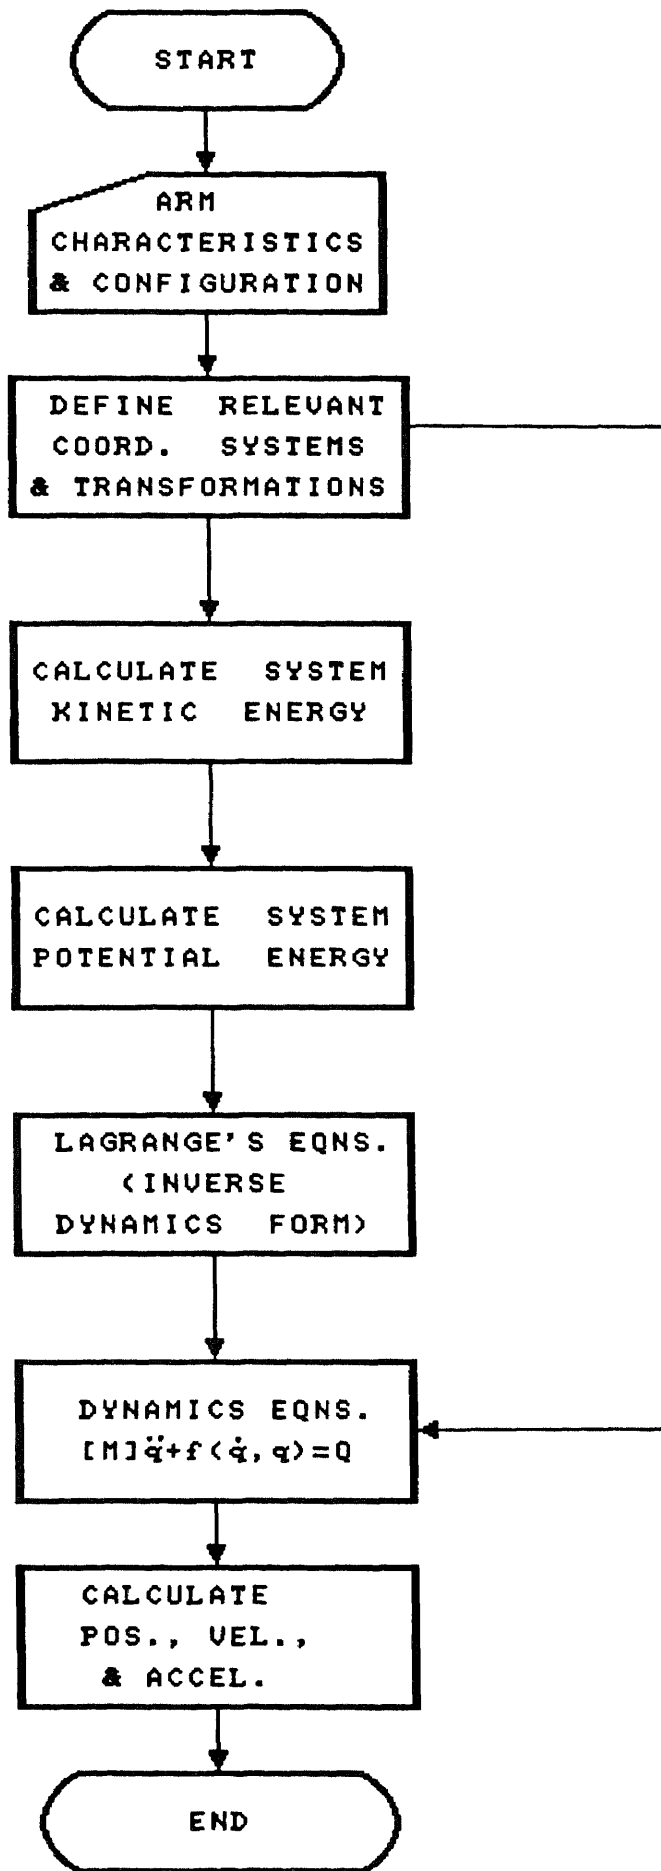 START
ARM
CHARACTERISTICS
& CONFIGURATION
DEFINE RELEVANT
COORD. SYSTEMS
& TRANSFORMATIONS
CALCULATE SYSTEM
KINETIC ENERGY
CALCULATE SYSTEM
POTENTIAL ENERGY
LAGRANGE'S EQNS.
(INVERSE
DYNAMICS FORM)
DYNAMICS EQNS.
[M]q̈+f(q̇,q)=Q
CALCULATE
POS., VEL.,
& ACCEL.
END